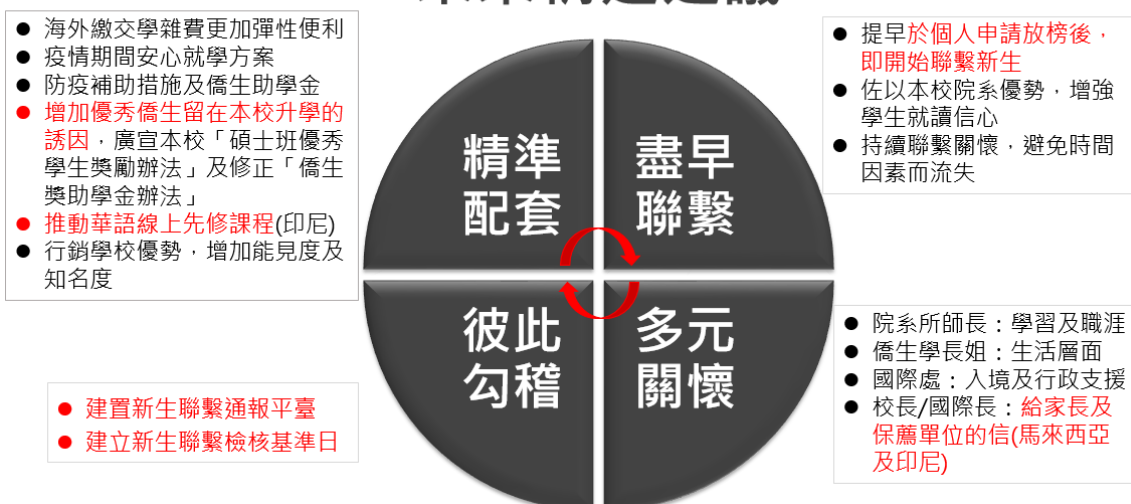 ● 海外繳交學雜費更加彈性便利
● 疫情期間安心就學方案
● 防疫補助措施及僑生助學金
● 增加優秀僑生留在本校升學的
誘因，廣宣本校「碩士班優秀
學生獎勵辦法」及修正「僑生
獎助學金辦法」
● 推動華語線上先修課程(印尼)
● 行銷學校優勢，增加能見度及
知名度
● 提早於個人申請放榜後，
即開始聯繫新生
● 佐以本校院系優勢，增強
學生就讀信心
● 持續聯繫關懷，避免時間
因素而流失
精準
配套
盡早
聯繫
彼此
勾稽
多元
關懷
● 建置新生聯繫通報平臺
● 建立新生聯繫檢核基準日
● 院系所師長：學習及職涯
● 僑生學長姐：生活層面
● 國際處：入境及行政支援
● 校長/國際長：給家長及
保薦單位的信(馬來西亞
及印尼)